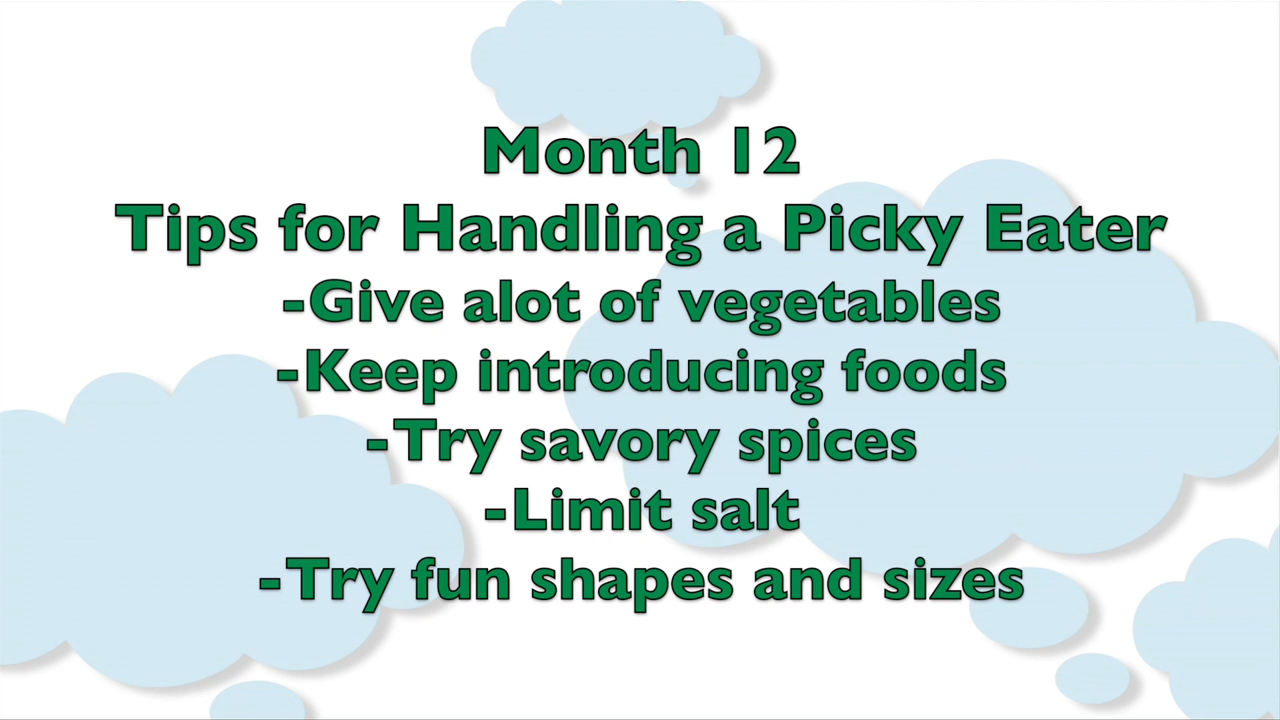 Month 12
Tips for Handling a Picky Eater
-Give alot of vegetables
-Keep introducing foods
-Try savory spices
-Limit salt
-Try fun shapes and sizes